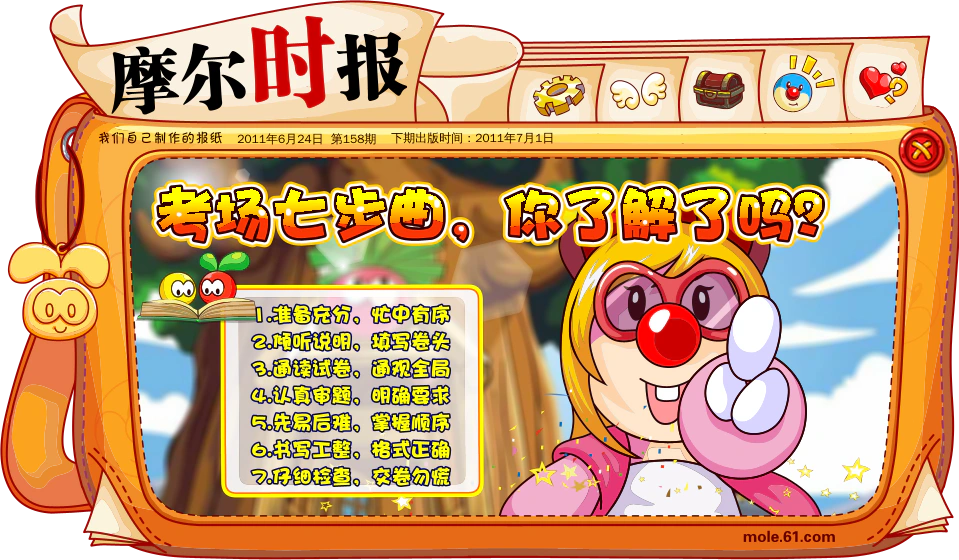 摩尔时报
我们自己制作的报纸 2011年6月24日 第158期 下期出版时间：2011年7月1日
考场七步曲，你了解了吗?
1.准备充分，忙中有序
2.倾听说明，填写卷头
3.通读试卷，通观全局
4.认真审题，明确要求
5.先易后难，掌握顺序
6.书写工整，格式正确
7.仔细检查，交卷勿慌
mole.61.com